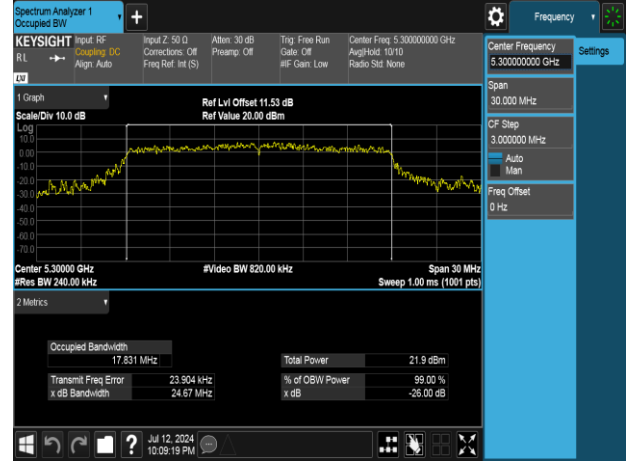 Spectrum Analyzer 1
Occupied BW
Frequency
KEYSIGHT
Input: RF
Coupling: DC
Align: Auto
Input Z: 50 Ω
Corrections: Off
Freq Ref: Int (S)
Atten: 30 dB
Preamp: Off
Trig: Free Run
Gate: Off
#IF Gain: Low
Center Freq: 5.300000000 GHz
Avg|Hold: 10/10
Radio Std: None
RL
LXI
Center Frequency
5.300000000 GHz
Settings
Span
30.000 MHz
CF Step
3.000000 MHz
Auto
Man
Freq Offset
0 Hz
1 Graph
Scale/Div 10.0 dB
Ref Lvl Offset 11.53 dB
Ref Value 20.00 dBm
Log
10.0
0.00
-10.0
-20.0
-30.0
-40.0
-50.0
-60.0
-70.0
Center 5.30000 GHz
#Video BW 820.00 kHz
Span 30 MHz
#Res BW 240.00 kHz
Sweep 1.00 ms (1001 pts)
2 Metrics
Occupied Bandwidth
17.831 MHz
Total Power 21.9 dBm
Transmit Freq Error 23.904 kHz
% of OBW Power 99.00 %
x dB Bandwidth 24.67 MHz
x dB -26.00 dB
?
Jul 12, 2024
10:09:19 PM